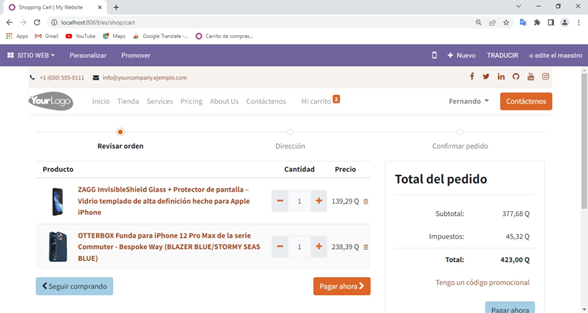 Shopping Cart | My Website
localhost:8069/es/shop/cart
Apps Gmail YouTube Maps Google Translate -... Carrito de compras...
SITIO WEB Personalizar Promover + Nuevo TRADUCIR o edite el maestro
+1 (650) 555-0111 info@yourcompany.ejemplo.com
YourLogo Inicio Tienda Services Pricing About Us Contáctenos Mi carrito 2 Fernando Contáctenos
Revisar orden Dirección Confirmar pedido
Producto Cantidad Precio
ZAGG InvisibleShield Glass + Protector de pantalla –
Vidrio templado de alta definición hecho para Apple
iPhone
− 1 + 139,29 Q
OTTERBOX Funda para iPhone 12 Pro Max de la serie
Commuter - Bespoke Way (BLAZER BLUE/STORMY SEAS
BLUE)
− 1 + 238,39 Q
Seguir comprando Pagar ahora
Total del pedido
Subtotal: 377,68 Q
Impuestos: 45,32 Q
Total: 423,00 Q
Tengo un código promocional
Pagar ahora